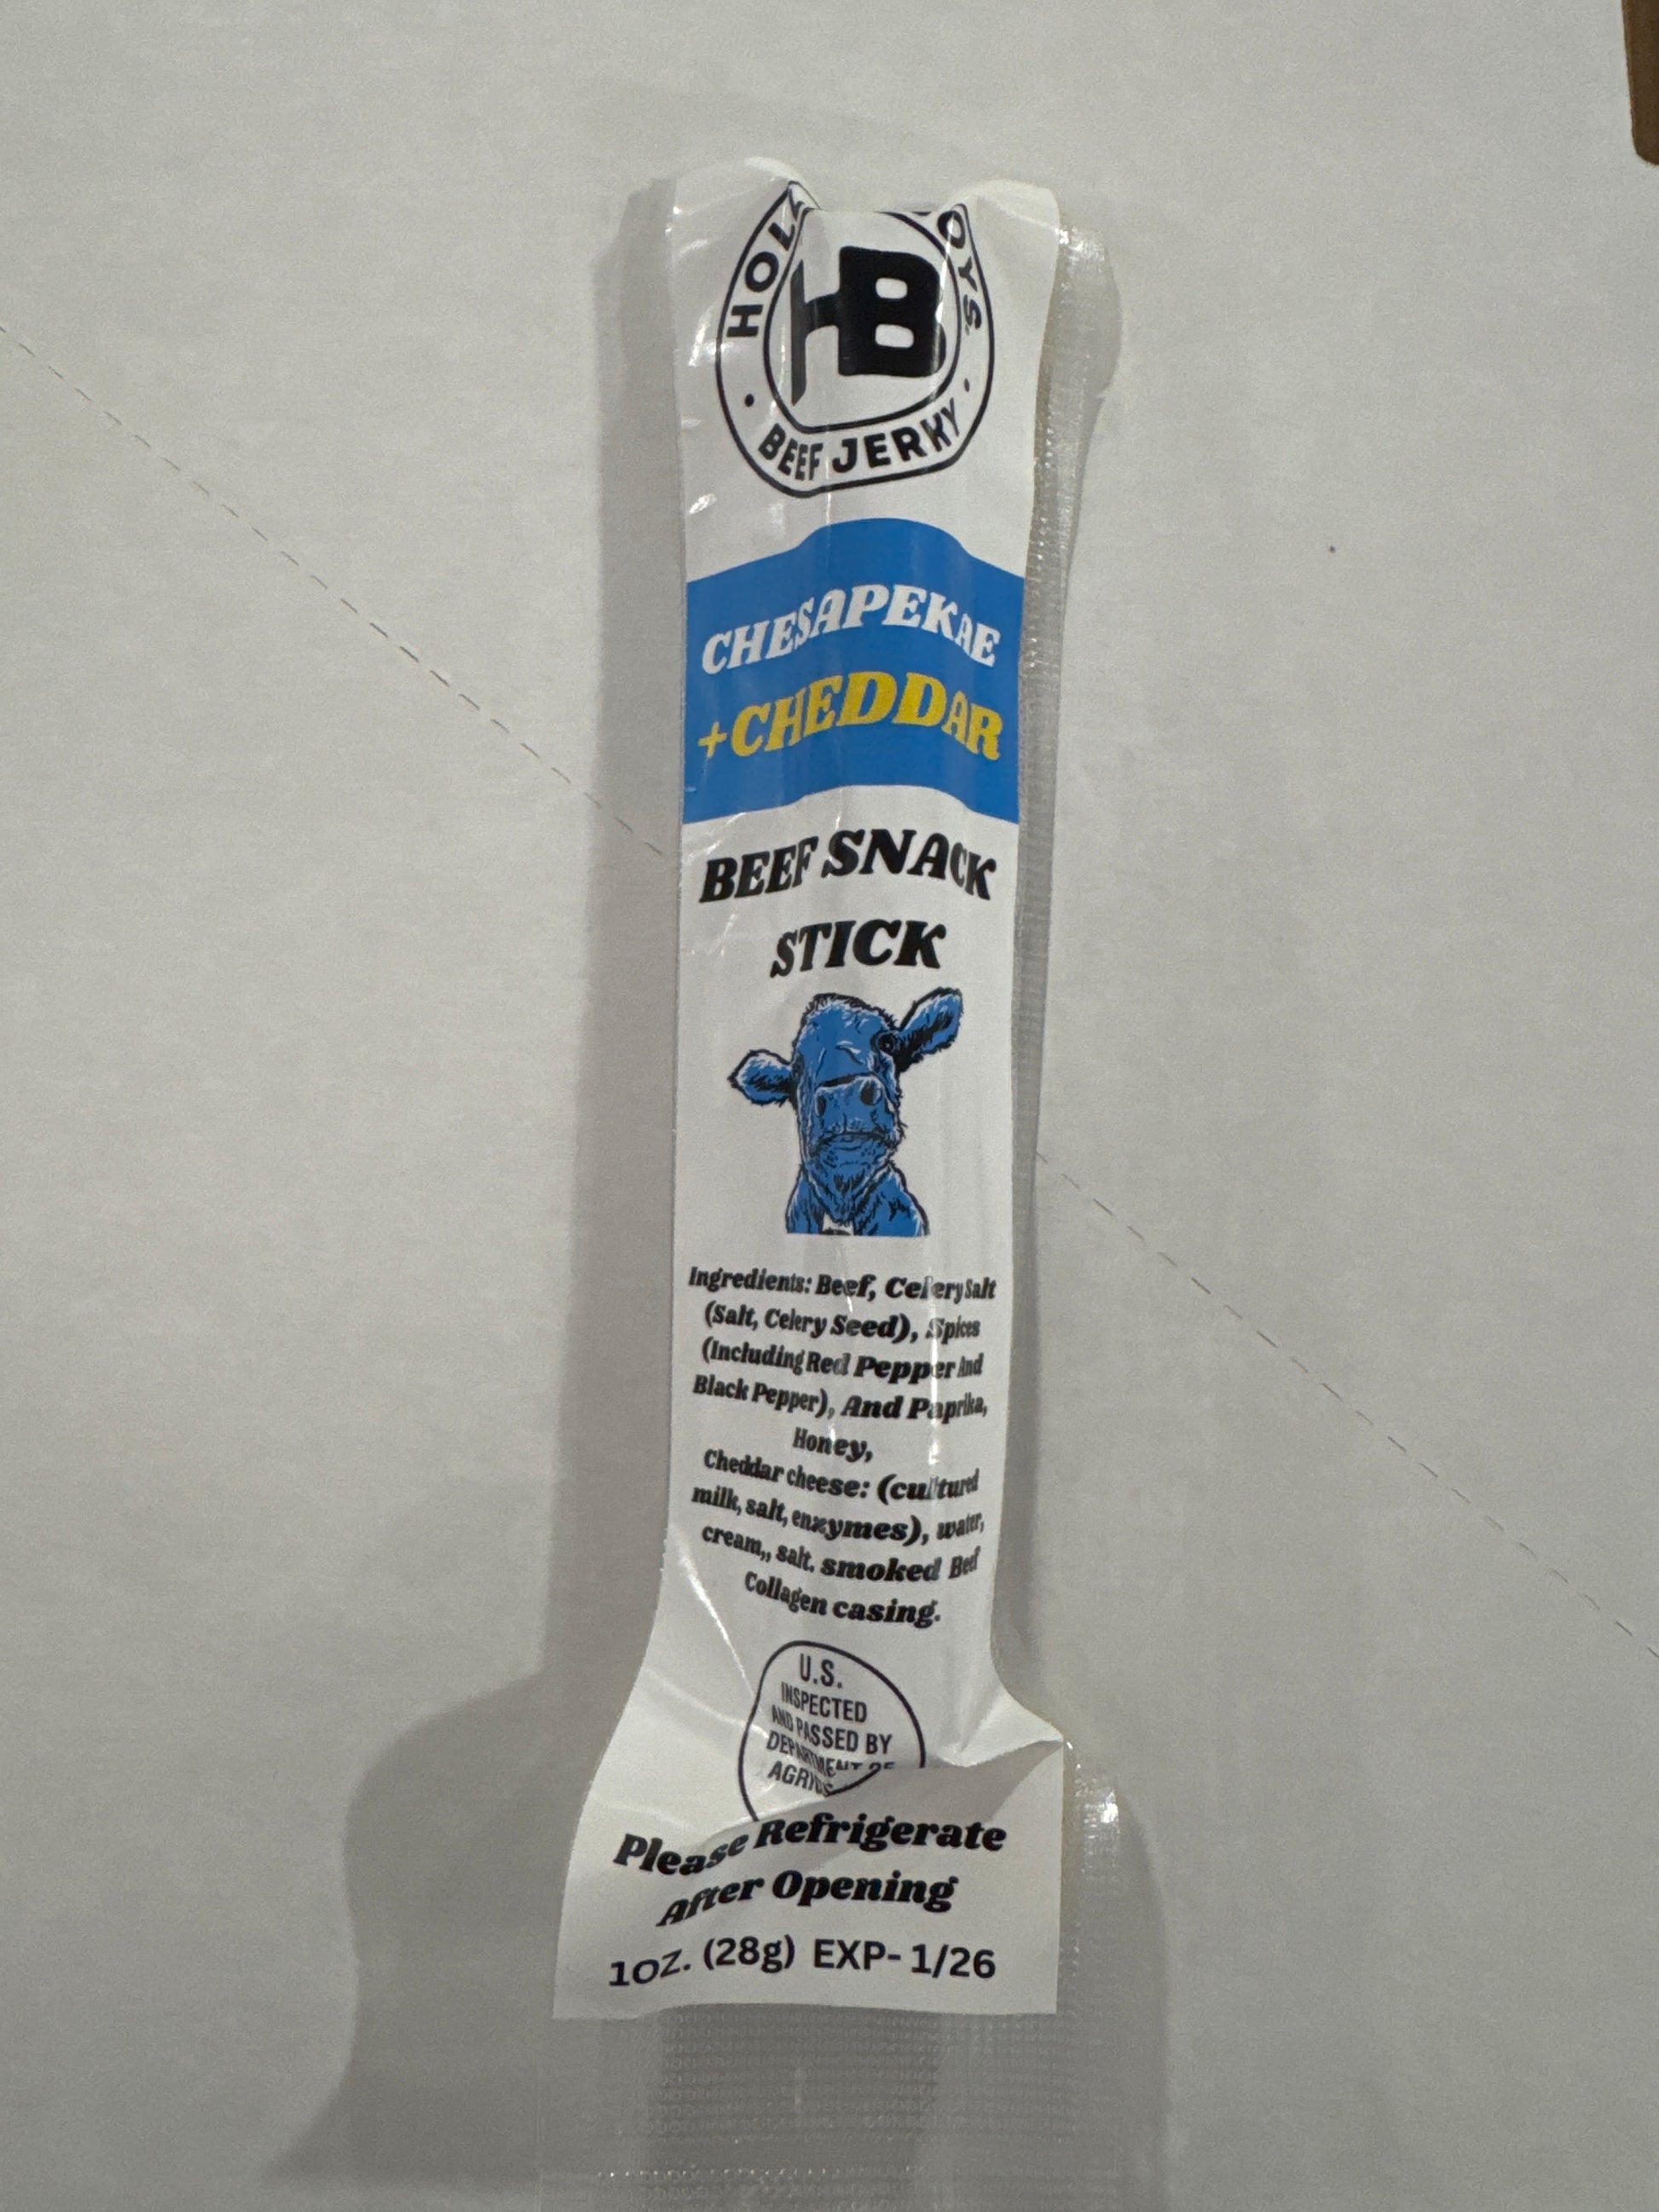 HB
BEEF JERKY
CHESAPEKAE
+CHEDDAR
BEEF SNACK
STICK
Ingredients: Beef, Celery Salt
(Salt, Celery Seed), Spices
(Including Red Pepper And
Black Pepper), And Paprika,
Honey,
Cheddar cheese: (cultured
milk, salt, enzymes), water,
cream,, salt. smoked Beef
Collagen casing.
U.S.
INSPECTED
AND PASSED BY
DEPARTMENT OF
Please Refrigerate
After Opening
1OZ. (28g) EXP- 1/26